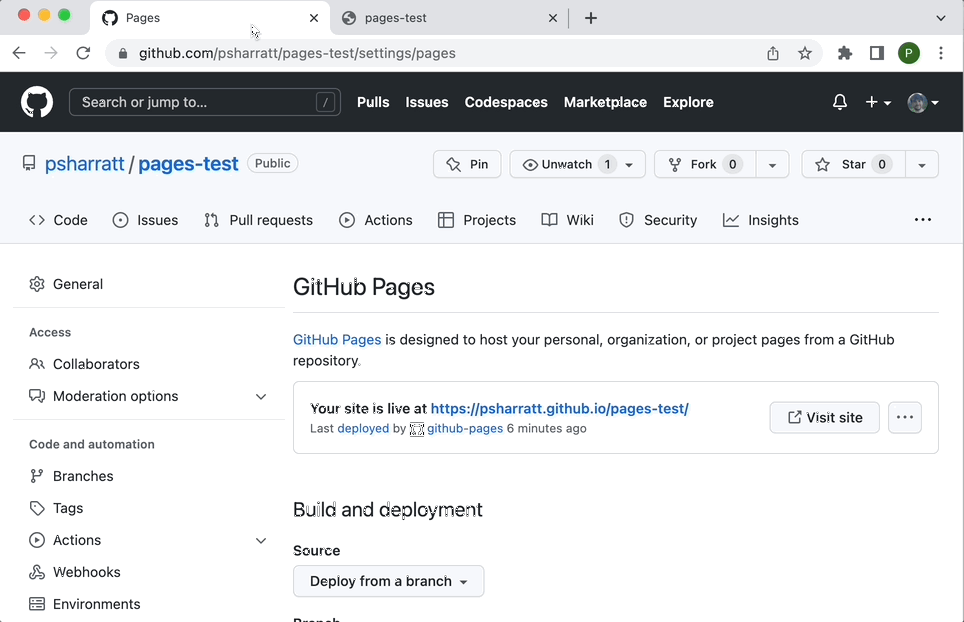 Pages
pages-test
github.com/psharratt/pages-test/settings/pages
P
Search or jump to... /
Pulls Issues Codespaces Marketplace Explore
psharratt / pages-test Public
Pin Unwatch 1 Fork 0 Star 0
Code Issues Pull requests Actions Projects Wiki Security Insights
General
Access
Collaborators
Moderation options
Code and automation
Branches
Tags
Actions
Webhooks
Environments
GitHub Pages
GitHub Pages is designed to host your personal, organization, or project pages from a GitHub
repository.
Your site is live at https://psharratt.github.io/pages-test/
Last deployed by github-pages 6 minutes ago
Visit site
Build and deployment
Source
Deploy from a branch
Branch